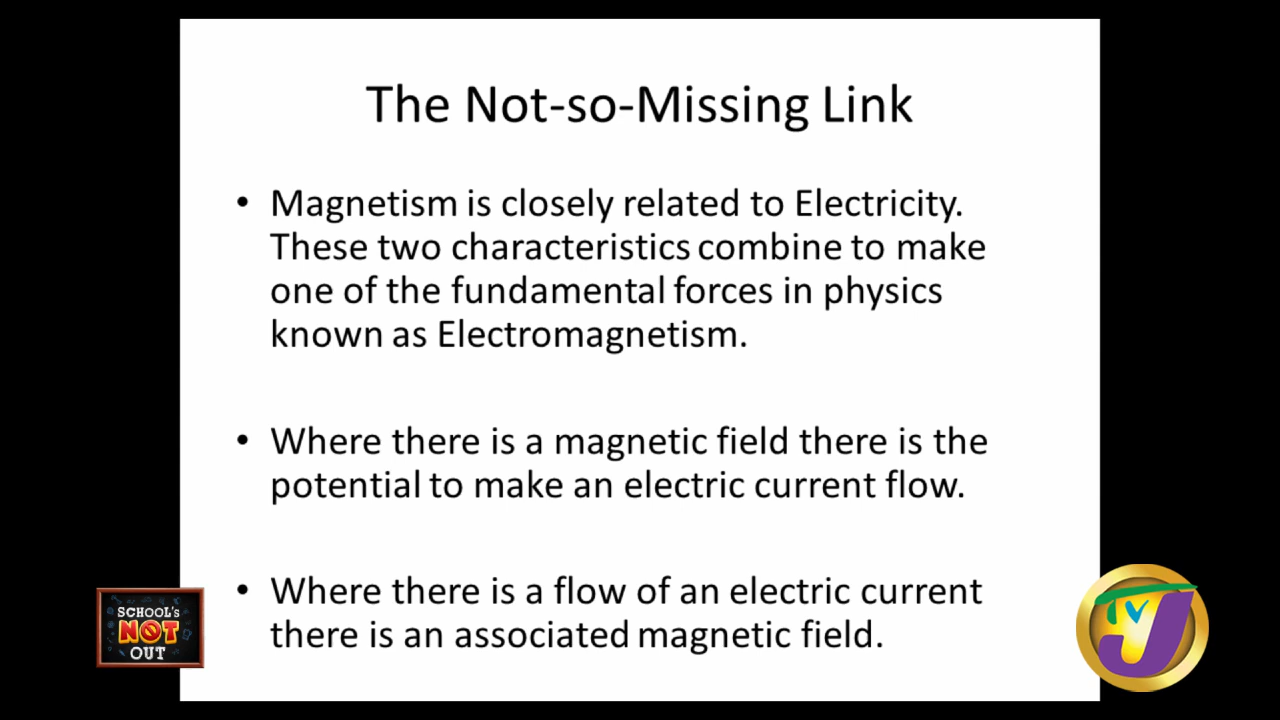 The Not-so-Missing Link
• Magnetism is closely related to Electricity.
These two characteristics combine to make
one of the fundamental forces in physics
known as Electromagnetism.
• Where there is a magnetic field there is the
potential to make an electric current flow.
• Where there is a flow of an electric current
there is an associated magnetic field.
SCHOOL's
NOT
OUT
TVJ